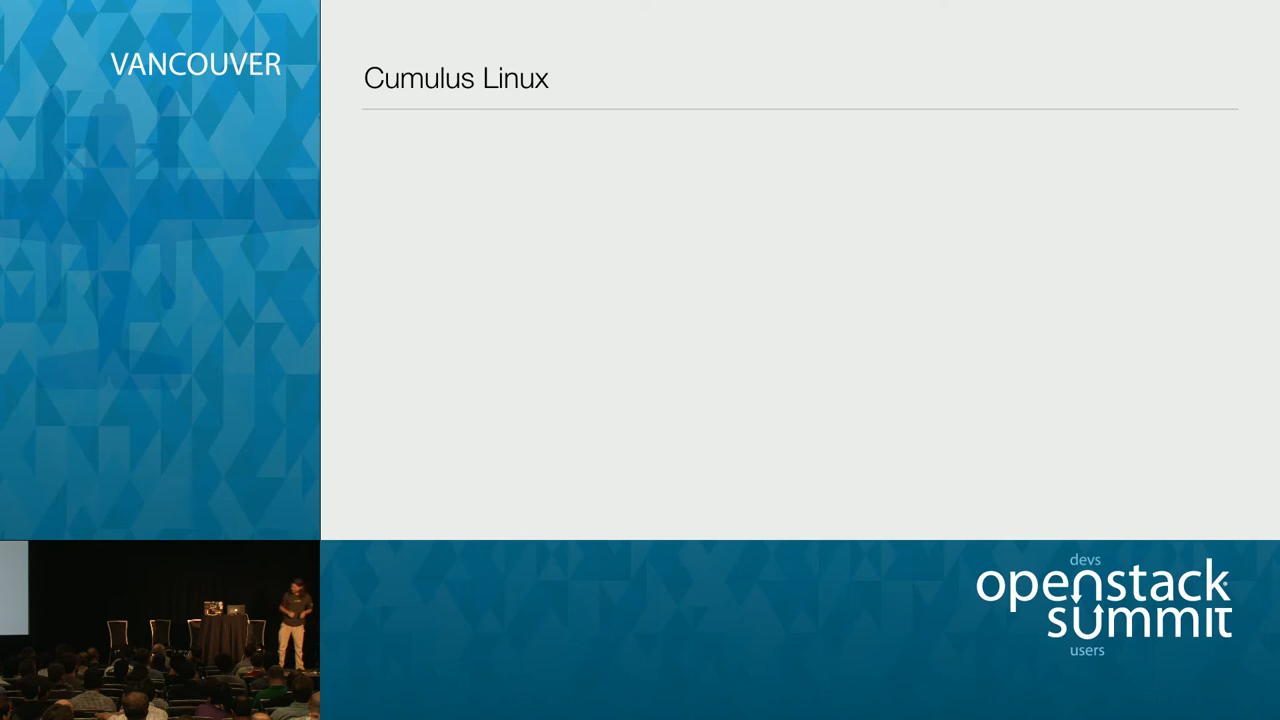 VANCOUVER
Cumulus Linux
devs
openstack
summit
users